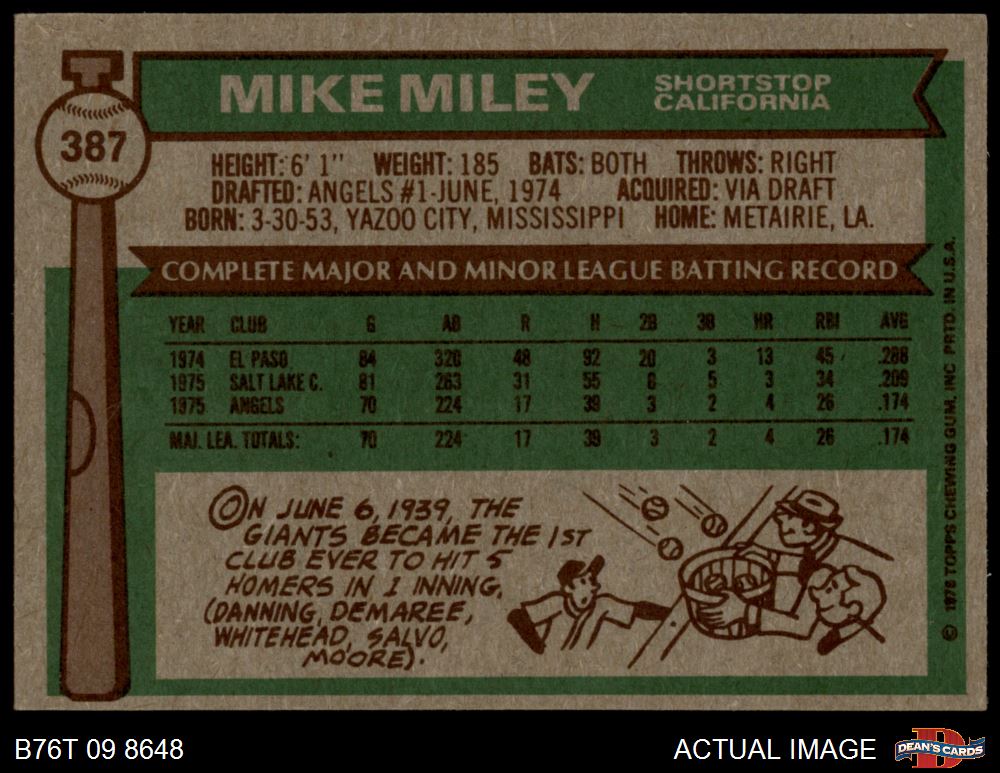 MIKE MILEY
SHORTSTOP
CALIFORNIA
387
HEIGHT: 6' 1" WEIGHT: 185 BATS: BOTH THROWS: RIGHT
DRAFTED: ANGELS #1-JUNE, 1974 ACQUIRED: VIA DRAFT
BORN: 3-30-53, YAZOO CITY, MISSISSIPPI HOME: METAIRIE, LA.
COMPLETE MAJOR AND MINOR LEAGUE BATTING RECORD
YEAR CLUB G AB R H 2B 3B HR RBI AVG
1974 EL PASO 84 320 48 92 20 3 13 45 .288
1975 SALT LAKE C. 81 263 31 55 6 5 3 34 .209
1975 ANGELS 70 224 17 39 3 2 4 26 .174
MAJ. LEA. TOTALS: 70 224 17 39 3 2 4 26 .174
ON JUNE 6, 1939, THE
GIANTS BECAME THE 1ST
CLUB EVER TO HIT 5
HOMERS IN 1 INNING,
(DANNING, DEMAREE,
WHITEHEAD, SALVO,
MOORE).
© 1976 TOPPS CHEWING GUM, INC PRTD. IN U.S.A.
B76T 09 8648
ACTUAL IMAGE
DEAN'S CARDS